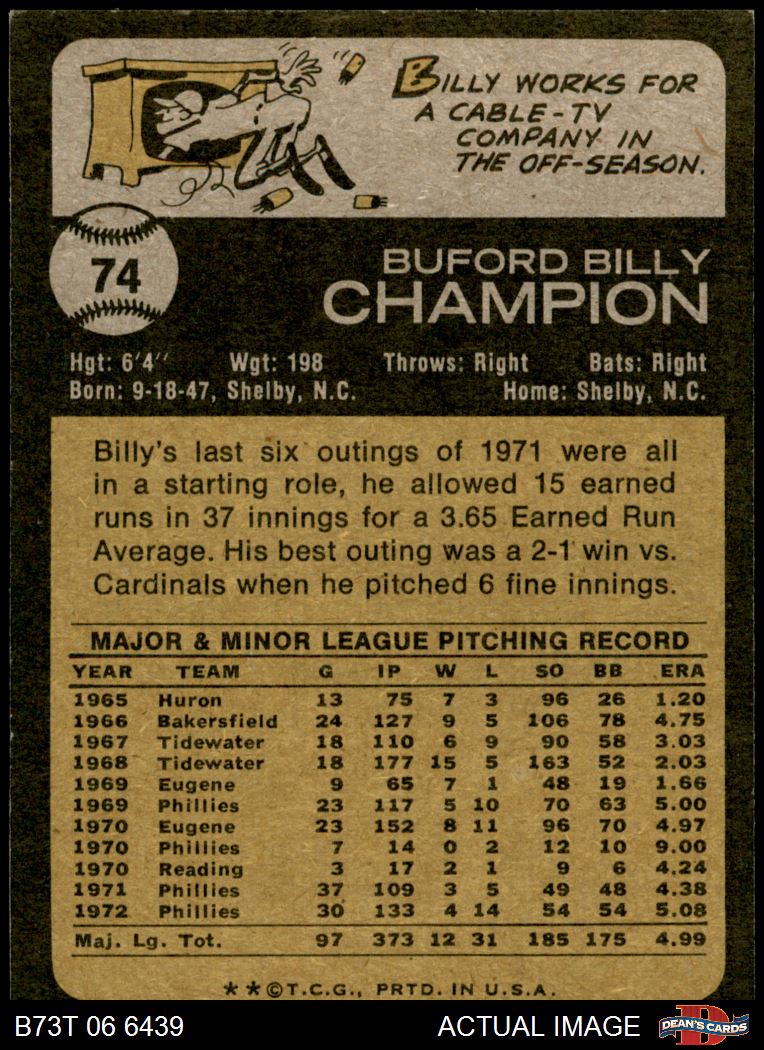 BILLY WORKS FOR
A CABLE-TV
COMPANY IN
THE OFF-SEASON.
74
BUFORD BILLY
CHAMPION
Hgt: 6'4" Wgt: 198 Throws: Right Bats: Right
Born: 9-18-47, Shelby, N.C. Home: Shelby, N.C.
Billy's last six outings of 1971 were all
in a starting role, he allowed 15 earned
runs in 37 innings for a 3.65 Earned Run
Average. His best outing was a 2-1 win vs.
Cardinals when he pitched 6 fine innings.
MAJOR & MINOR LEAGUE PITCHING RECORD
YEAR TEAM G IP W L SO BB ERA
1965 Huron 13 75 7 3 96 26 1.20
1966 Bakersfield 24 127 9 5 106 78 4.75
1967 Tidewater 18 110 6 9 90 58 3.03
1968 Tidewater 18 177 15 5 163 52 2.03
1969 Eugene 9 65 7 1 48 19 1.66
1969 Phillies 23 117 5 10 70 63 5.00
1970 Eugene 23 152 8 11 96 70 4.97
1970 Phillies 7 14 0 2 12 10 9.00
1970 Reading 3 17 2 1 9 6 4.24
1971 Phillies 37 109 3 5 49 48 4.38
1972 Phillies 30 133 4 14 54 54 5.08
Maj. Lg. Tot. 97 373 12 31 185 175 4.99
**©T.C.G., PRTD. IN U.S.A.
B73T 06 6439 ACTUAL IMAGE D DEAN'S CARDS